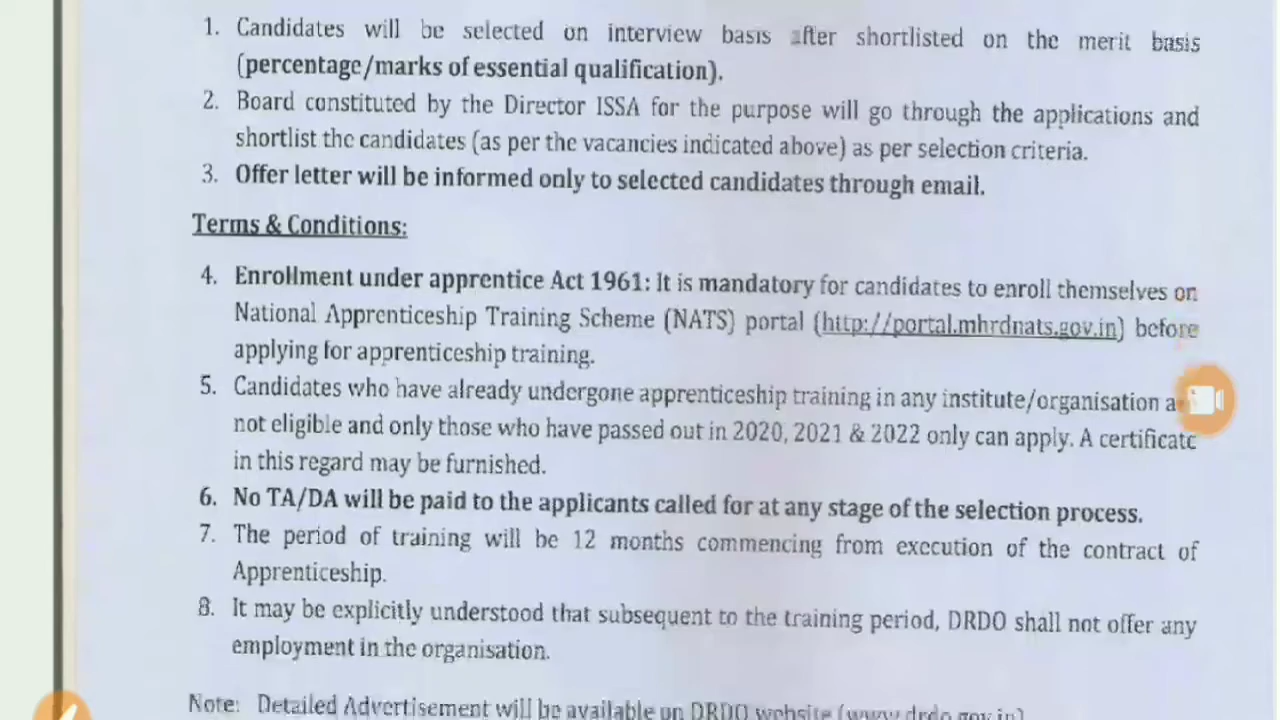 1. Candidates will be selected on interview basis after shortlisted on the merit basis
(percentage/marks of essential qualification).
2. Board constituted by the Director ISSA for the purpose will go through the applications and
shortlist the candidates (as per the vacancies indicated above) as per selection criteria.
3. Offer letter will be informed only to selected candidates through email.
Terms & Conditions:
4. Enrollment under apprentice Act 1961: It is mandatory for candidates to enroll themselves on
National Apprenticeship Training Scheme (NATS) portal (http://portal.mhrdnats.gov.in) before
applying for apprenticeship training.
5. Candidates who have already undergone apprenticeship training in any institute/organisation
not eligible and only those who have passed out in 2020, 2021 & 2022 only can apply. A certificate
in this regard may be furnished.
6. No TA/DA will be paid to the applicants called for at any stage of the selection process.
7. The period of training will be 12 months commencing from execution of the contract of
Apprenticeship.
8. It may be explicitly understood that subsequent to the training period, DRDO shall not offer any
employment in the organisation.
Note: Detailed Advertisement will be available on DRDO website (www.drdo.gov.in)